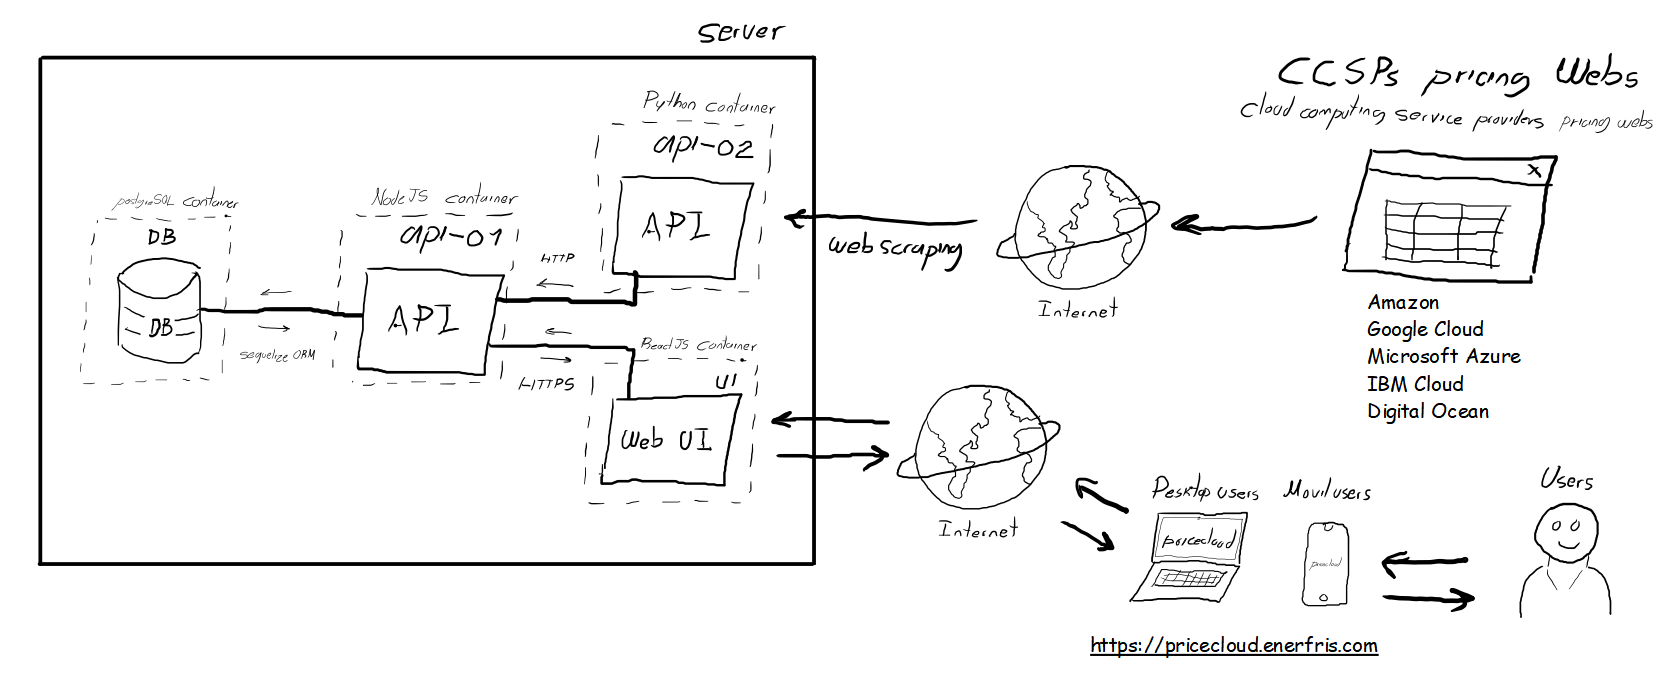 Server
CCSPs pricing Webs
Cloud computing service providers pricing webs
Python container
api-02
API
postgreSQL container
DB
DB
NodeJS container
api-01
API
HTTP
sequelize ORM
HTTPS
ReactJS Container
UI
Web UI
web scraping
Internet
Amazon
Google Cloud
Microsoft Azure
IBM Cloud
Digital Ocean
Internet
Desktop users
Movil users
Users
pricecloud
pricecloud
https://pricecloud.enerfris.com